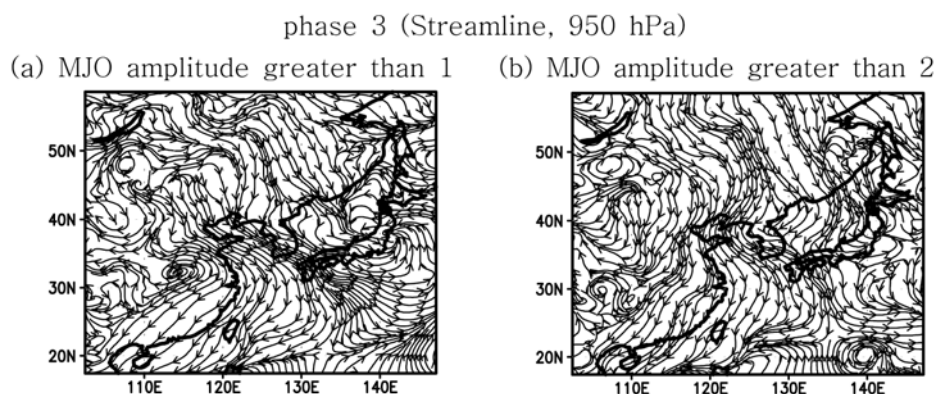 phase 3 (Streamline, 950 hPa)
(a) MJO amplitude greater than 1
(b) MJO amplitude greater than 2
50N
40N
30N
20N
110E 120E 130E 140E
50N
40N
30N
20N
110E 120E 130E 140E